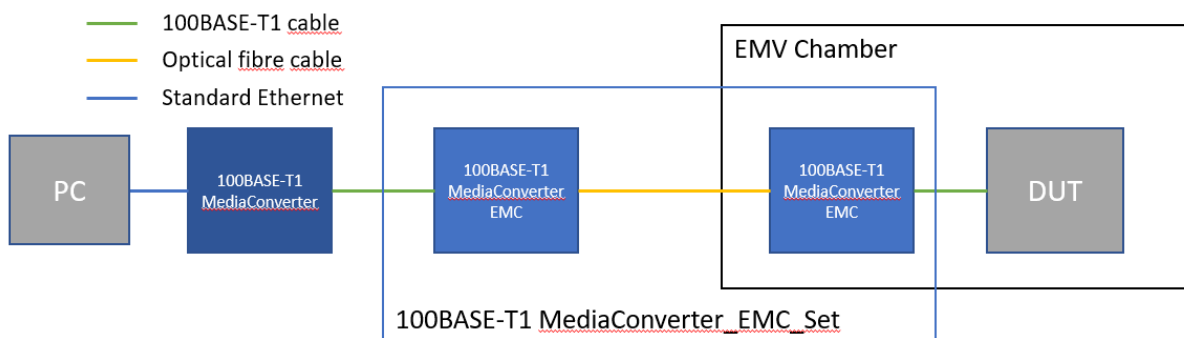 100BASE-T1 cable
Optical fibre cable
Standard Ethernet
EMV Chamber
PC
100BASE-T1
MediaConverter
100BASE-T1
MediaConverter
EMC
100BASE-T1
MediaConverter
EMC
DUT
100BASE-T1 MediaConverter_EMC_Set